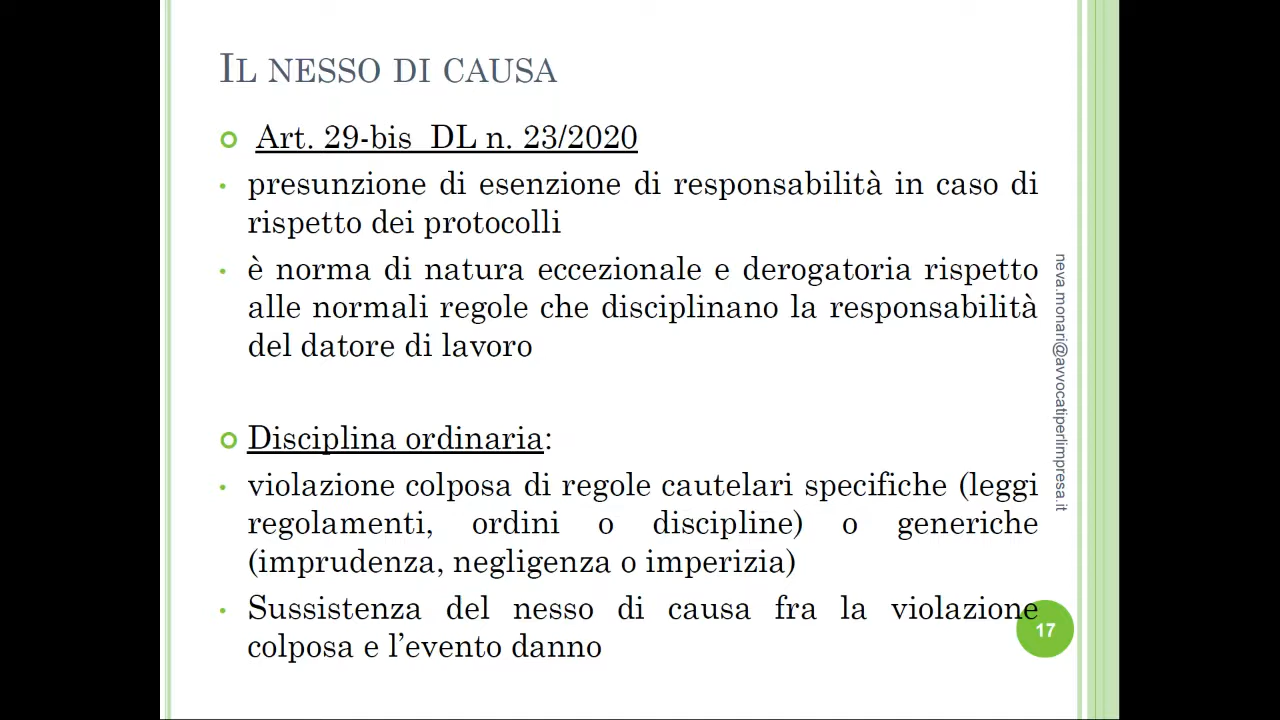 IL NESSO DI CAUSA
Art. 29-bis DL n. 23/2020
presunzione di esenzione di responsabilità in caso di
rispetto dei protocolli
è norma di natura eccezionale e derogatoria rispetto
alle normali regole che disciplinano la responsabilità
del datore di lavoro
Disciplina ordinaria:
violazione colposa di regole cautelari specifiche (leggi
regolamenti, ordini o discipline) o generiche
(imprudenza, negligenza o imperizia)
Sussistenza del nesso di causa fra la violazione
colposa e l'evento danno
neva.monari@avvocatiperlimpresa.it
17